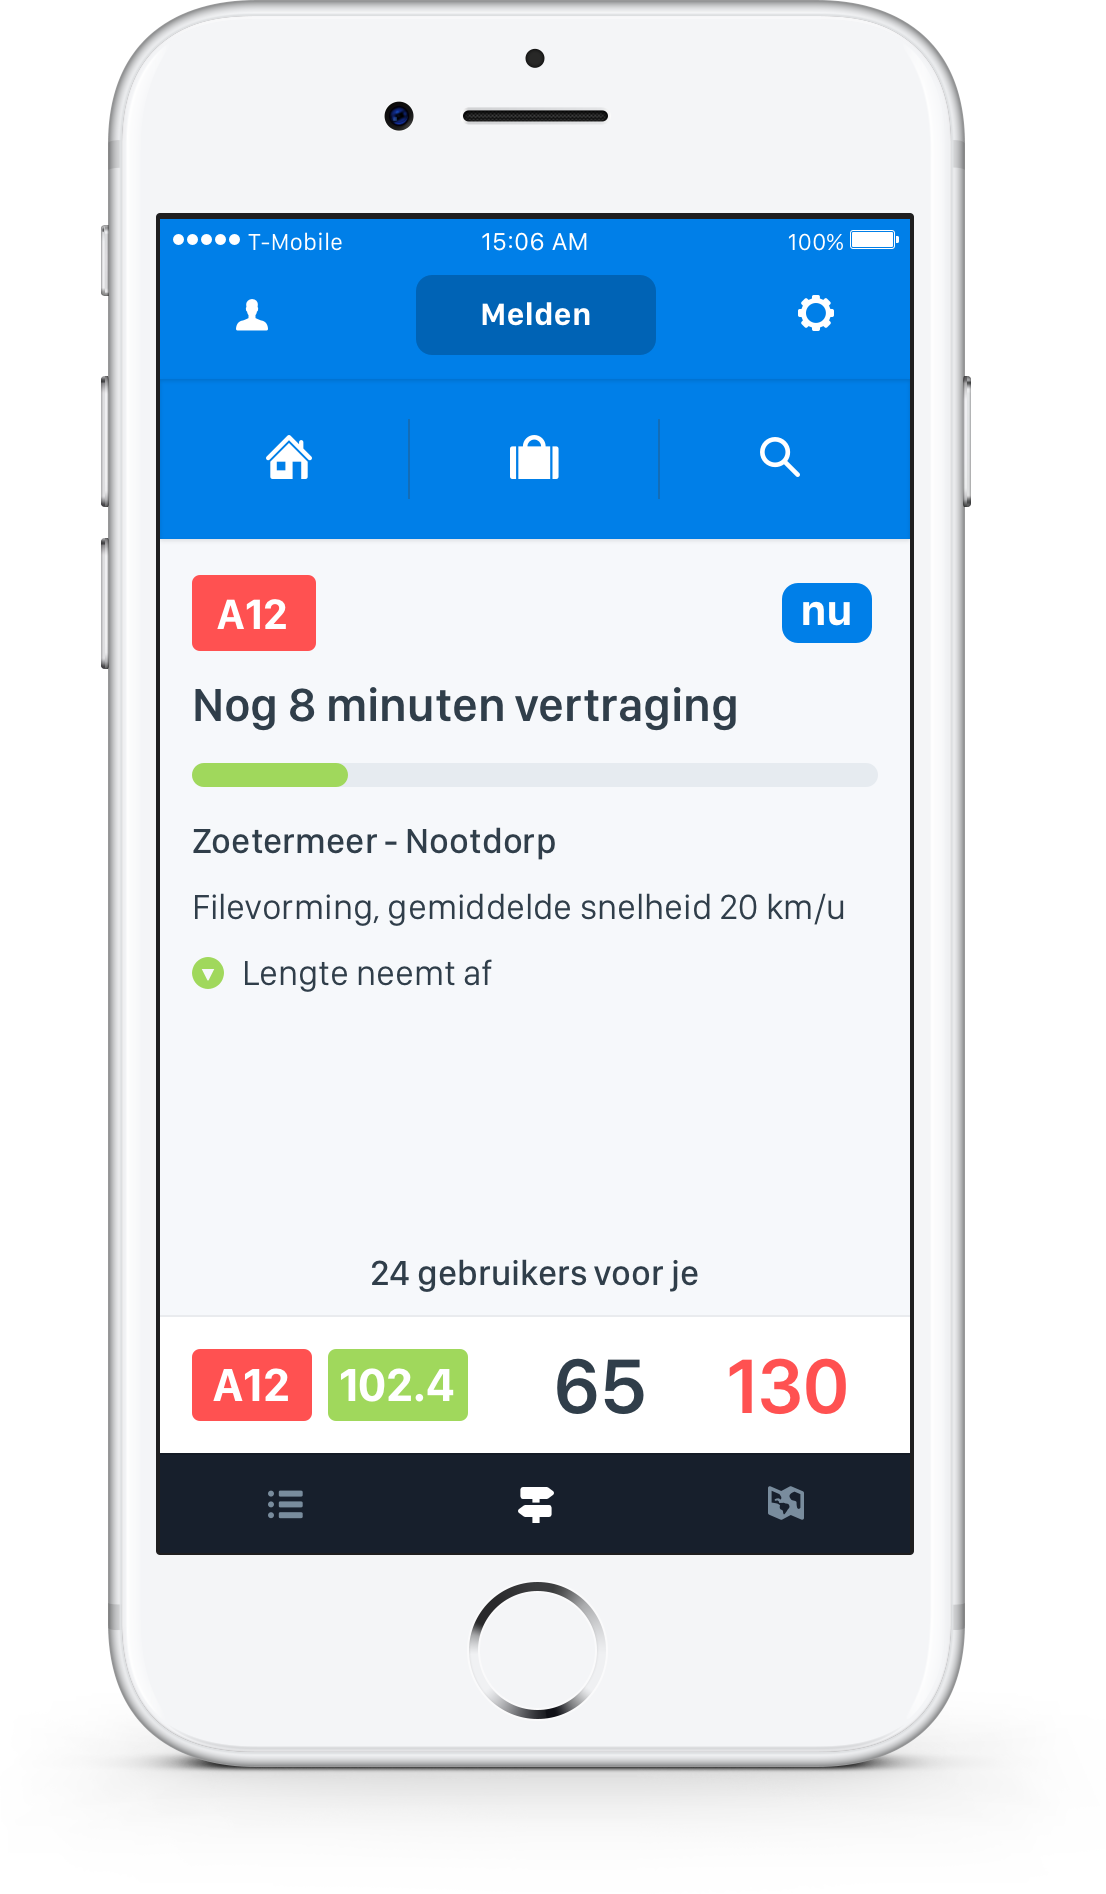 T-Mobile 15:06 AM 100%
Melden
A12 nu
Nog 8 minuten vertraging
Zoetermeer - Nootdorp
Filevorming, gemiddelde snelheid 20 km/u
Lengte neemt af
24 gebruikers voor je
A12 102.4 65 130